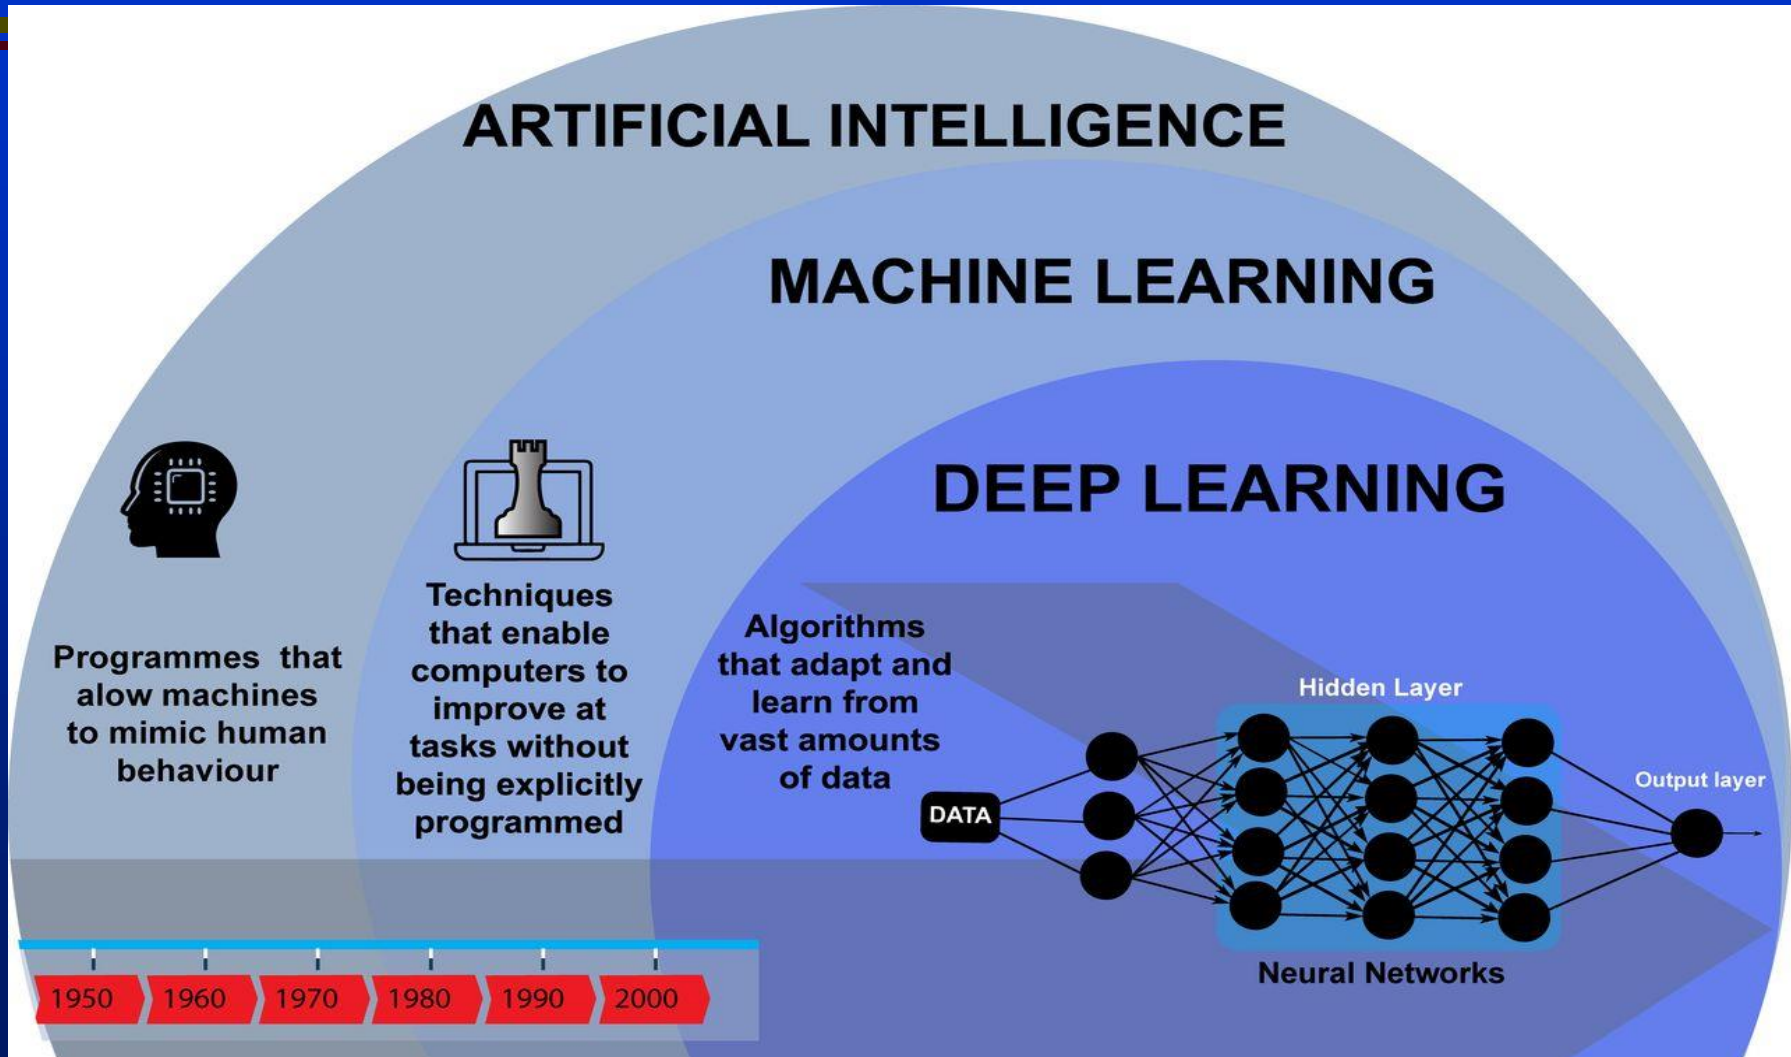 ARTIFICIAL INTELLIGENCE
MACHINE LEARNING
DEEP LEARNING
Programmes that
alow machines
to mimic human
behaviour
Techniques
that enable
computers to
improve at
tasks without
being explicitly
programmed
Algorithms
that adapt and
learn from
vast amounts
of data
DATA
Hidden Layer
Output layer
Neural Networks
1950 1960 1970 1980 1990 2000